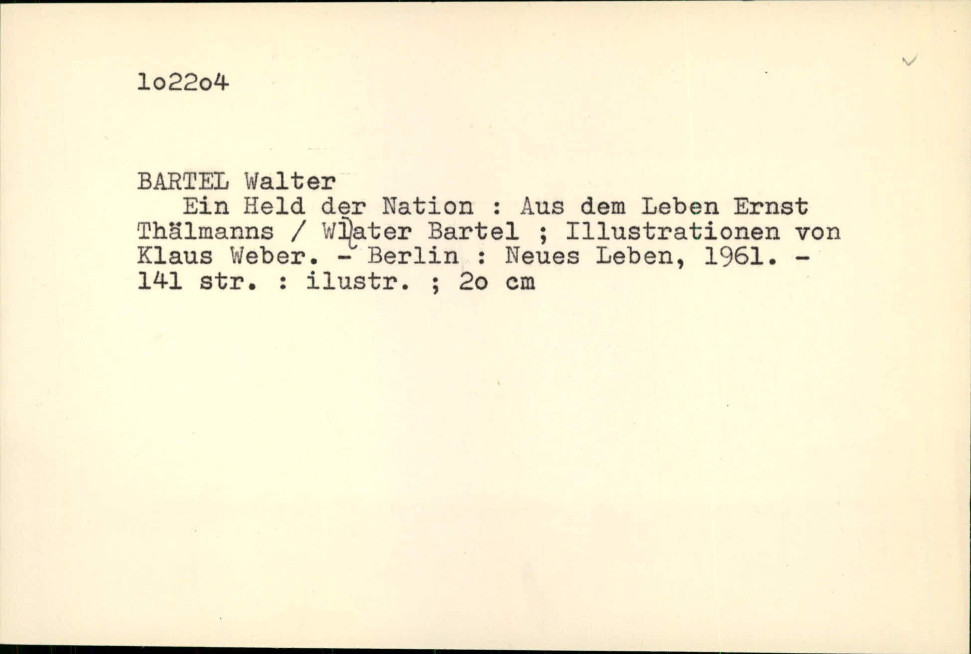 lo22o4
BARTEL Walter
Ein Held der Nation : Aus dem Leben Ernst
Thälmanns / Wlater Bartel ; Illustrationen von
Klaus Weber. - Berlin : Neues Leben, 1961. -
141 str. : ilustr. ; 2o cm